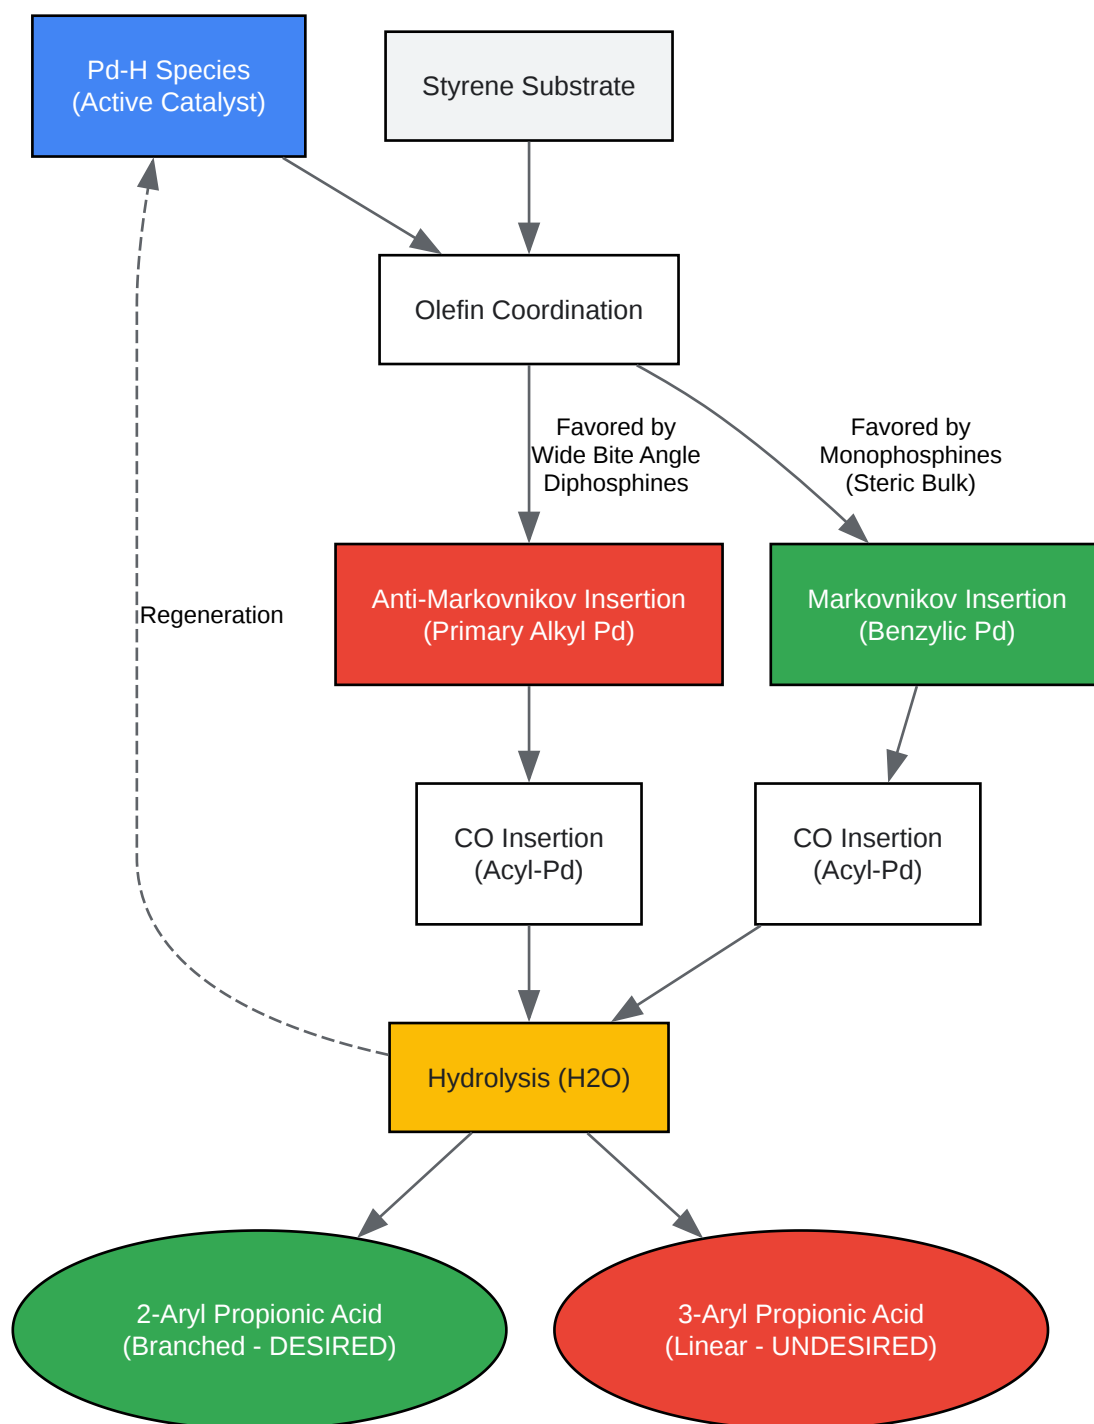 Pd-H Species
(Active Catalyst)
Styrene Substrate
Olefin Coordination
Favored by
Wide Bite Angle
Diphosphines
Favored by
Monophosphines
(Steric Bulk)
Regeneration
Anti-Markovnikov Insertion
(Primary Alkyl Pd)
Markovnikov Insertion
(Benzylic Pd)
CO Insertion
(Acyl-Pd)
CO Insertion
(Acyl-Pd)
Hydrolysis (H2O)
2-Aryl Propionic Acid
(Branched - DESIRED)
3-Aryl Propionic Acid
(Linear - UNDESIRED)